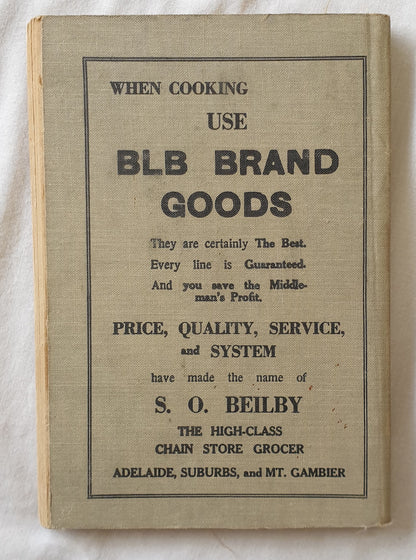 WHEN COOKING
USE
BLB BRAND
GOODS
They are certainly The Best.
Every line is Guaranteed.
And you save the Middle-
man's Profit.
PRICE, QUALITY, SERVICE,
and SYSTEM
have made the name of
S. O. BEILBY
THE HIGH-CLASS
CHAIN STORE GROCER
ADELAIDE, SUBURBS, and MT. GAMBIER